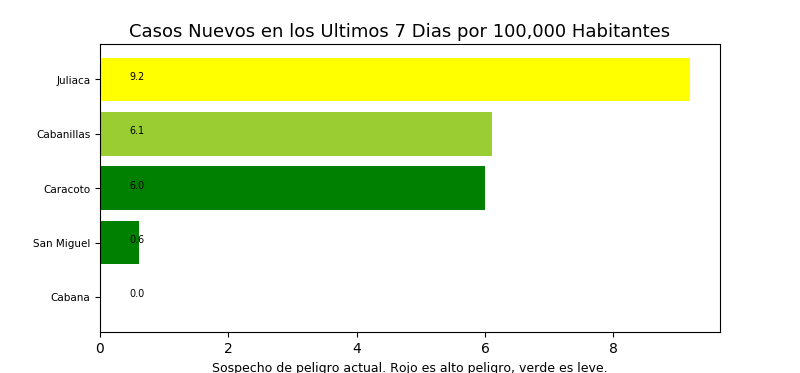 Casos Nuevos en los Ultimos 7 Dias por 100,000 Habitantes
Juliaca 9.2
Cabanillas 6.1
Caracoto 6.0
San Miguel 0.6
Cabana 0.0
0 2 4 6 8
Sospecho de peligro actual. Rojo es alto peligro, verde es leve.